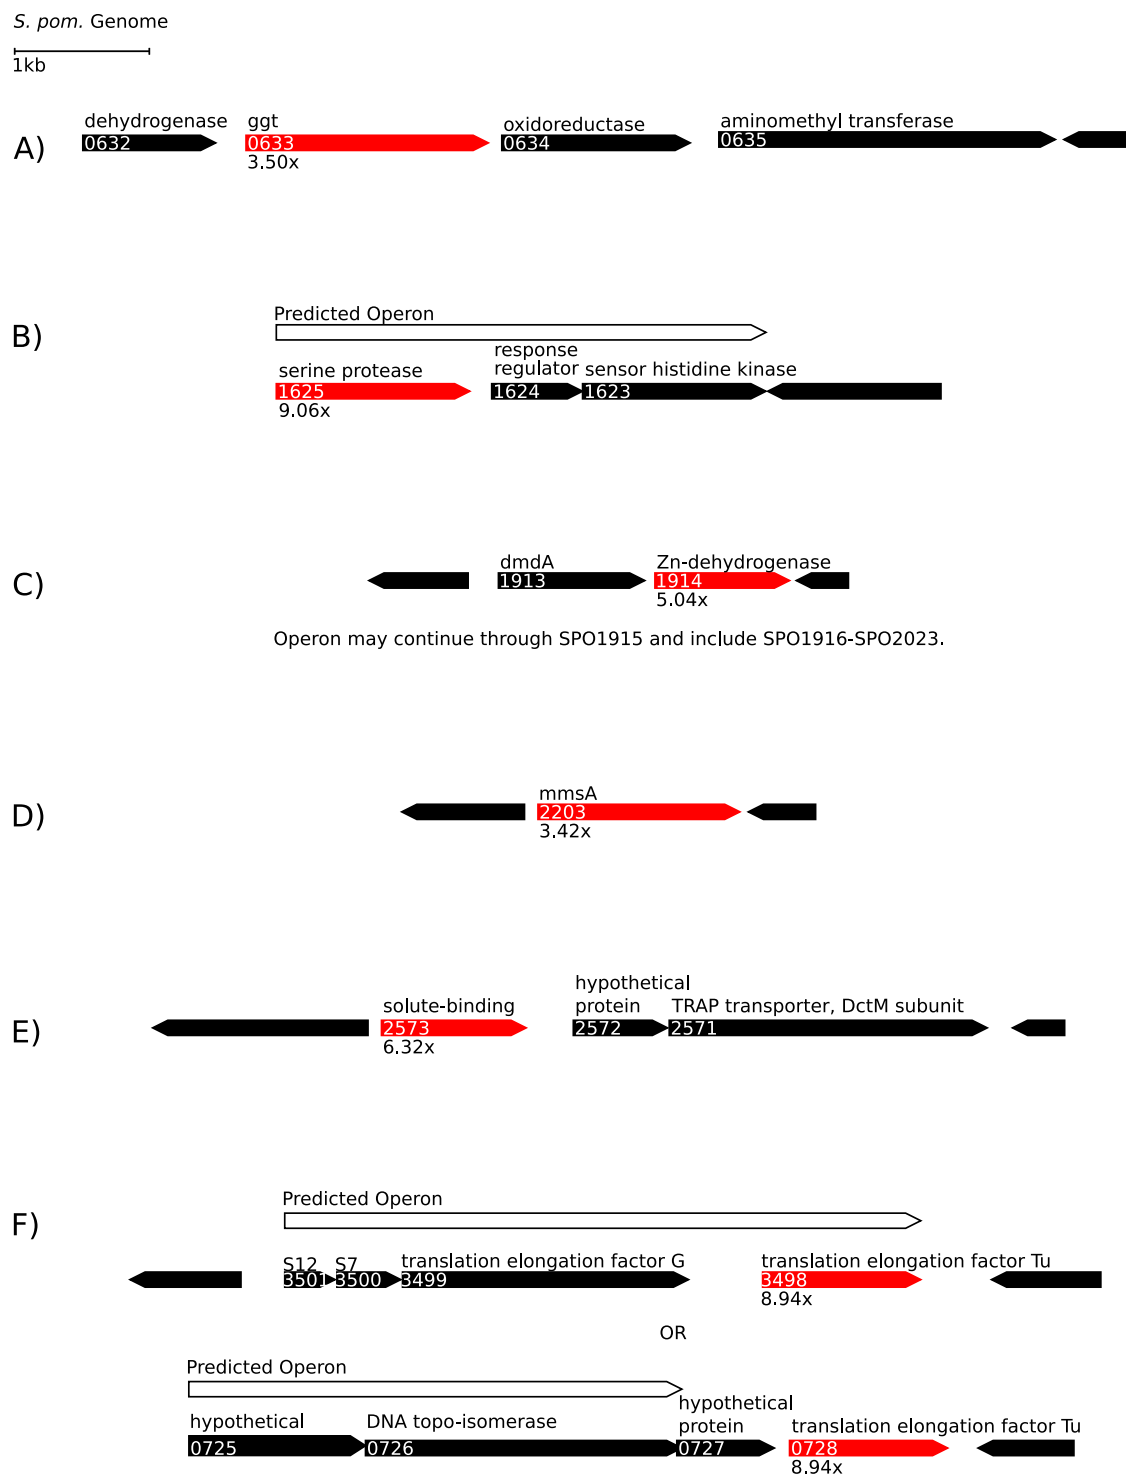 S. pom. Genome
1kb
A)
dehydrogenase ggt oxidoreductase aminomethyl transferase
0632 0633 0634 0635
3.50x
B)
Predicted Operon
response
serine protease regulator sensor histidine kinase
1625 1624 1623
9.06x
C)
dmdA Zn-dehydrogenase
1913 1914
5.04x
Operon may continue through SPO1915 and include SPO1916-SPO2023.
D)
mmsA
2203
3.42x
E)
hypothetical
solute-binding protein TRAP transporter, DctM subunit
2573 2572 2571
6.32x
F)
Predicted Operon
S12 S7 translation elongation factor G translation elongation factor Tu
3501 3500 3499 3498
8.94x
OR
Predicted Operon
hypothetical
hypothetical DNA topo-isomerase protein translation elongation factor Tu
0725 0726 0727 0728
8.94x